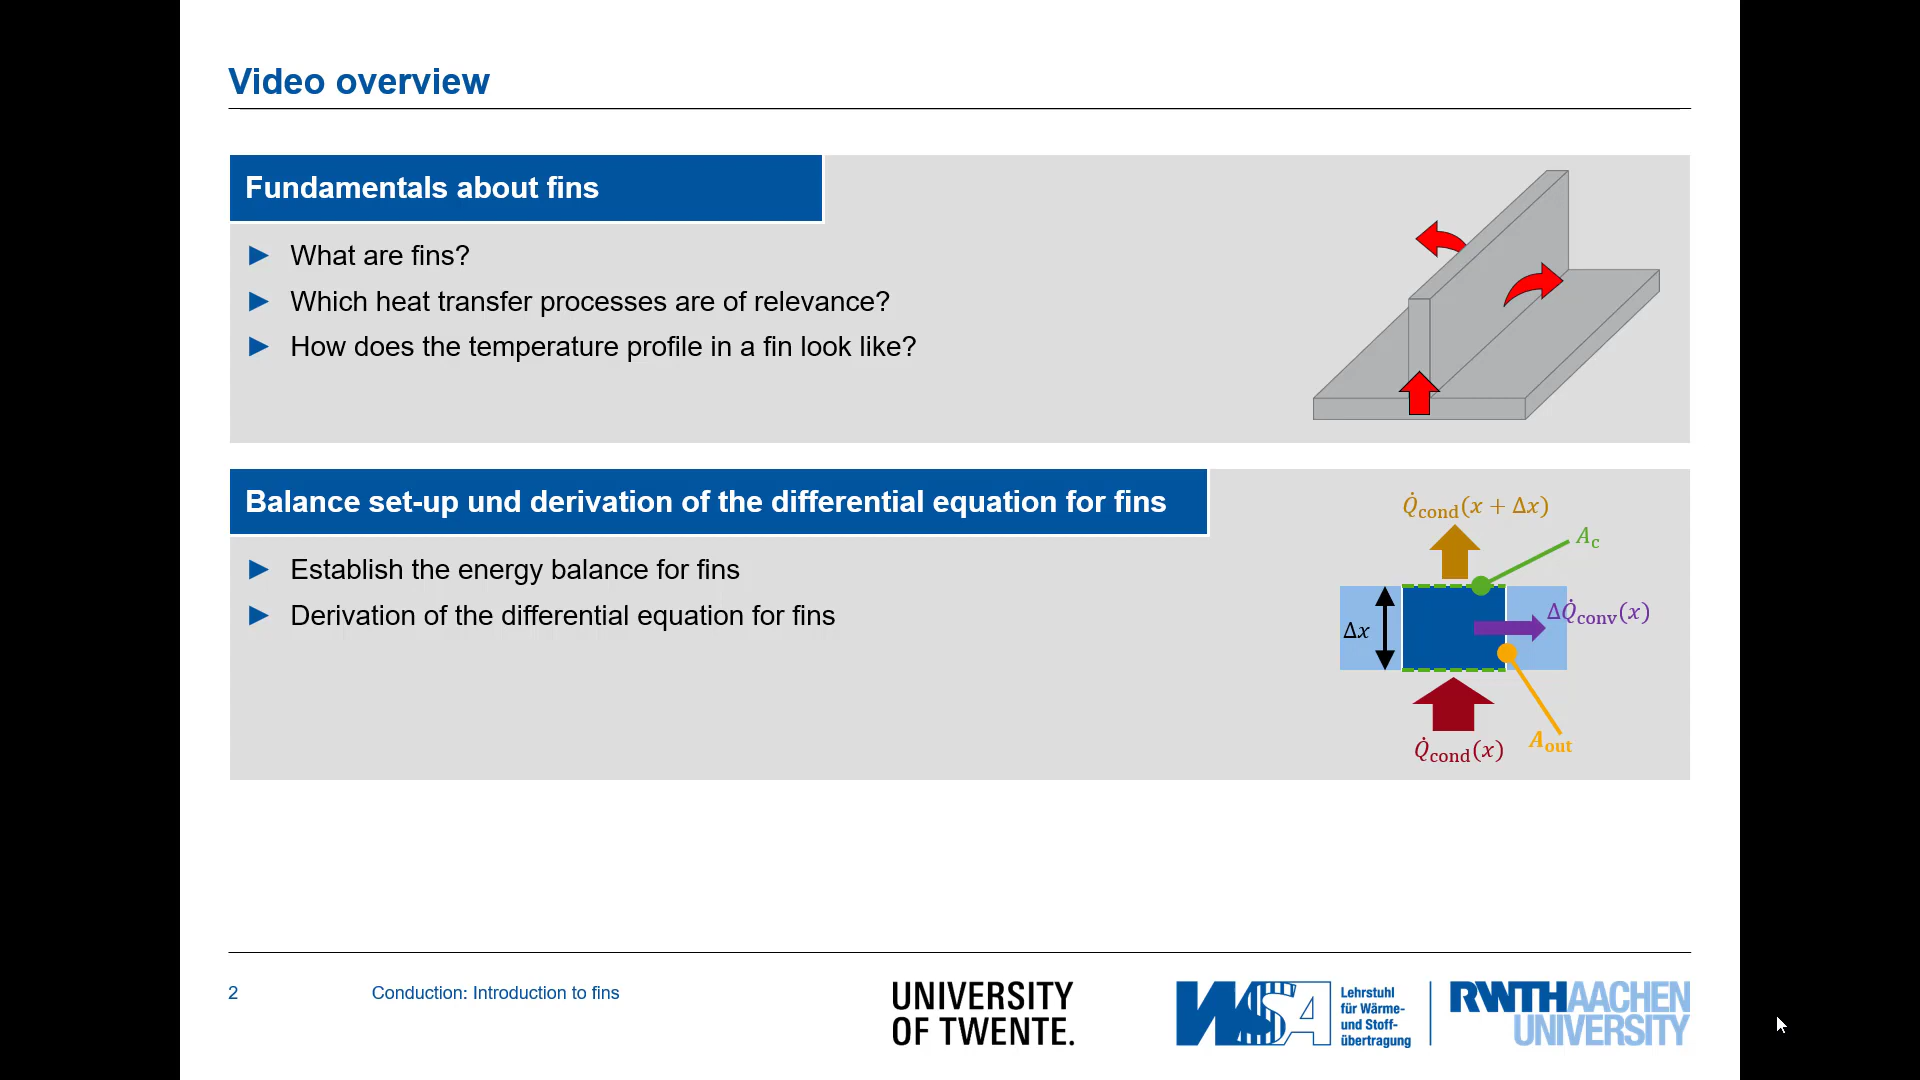 Video overview
Fundamentals about fins
What are fins?
Which heat transfer processes are of relevance?
How does the temperature profile in a fin look like?
Balance set-up und derivation of the differential equation for fins
Establish the energy balance for fins
Derivation of the differential equation for fins
Q̇cond(x + Δx)
Ac
ΔQ̇conv(x)
Δx
Aout
Q̇cond(x)
2
Conduction: Introduction to fins
UNIVERSITY
OF TWENTE.
WSA
Lehrstuhl
für Wärme-
und Stoff-
übertragung
RWTH AACHEN
UNIVERSITY